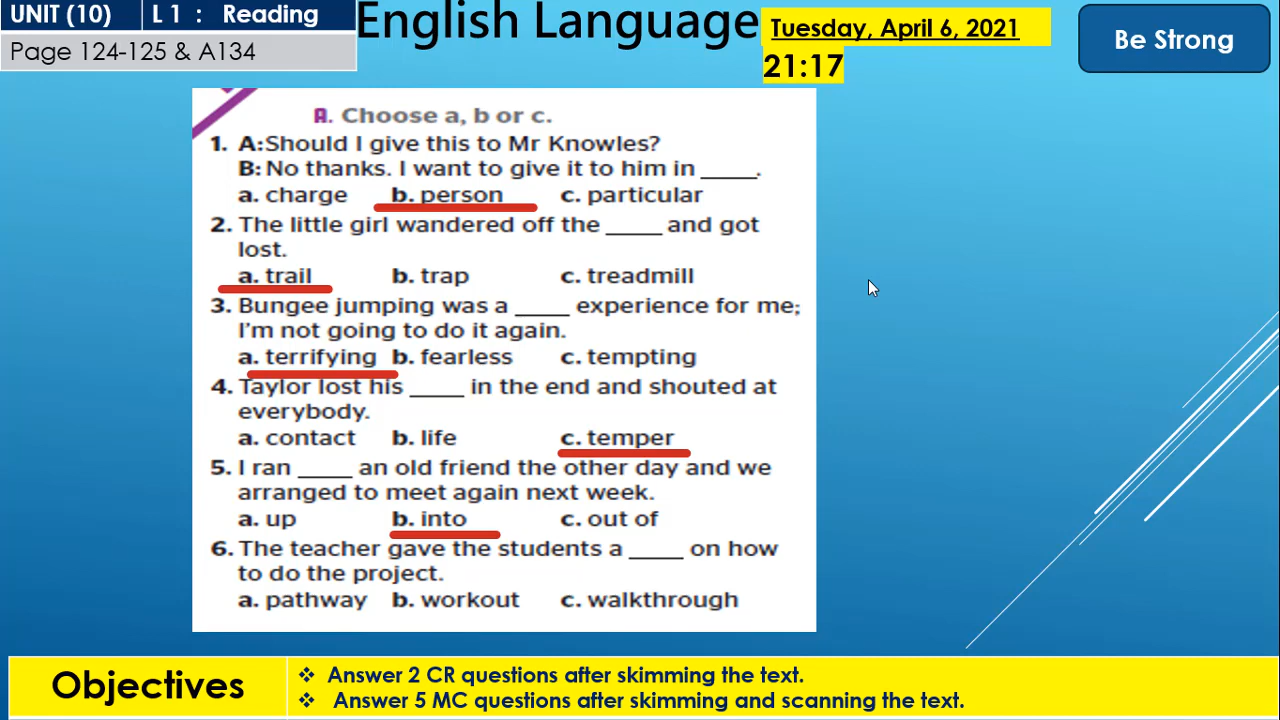 UNIT (10) L 1 : Reading
Page 124-125 & A134
English Language
Tuesday, April 6, 2021
21:17
Be Strong
A. Choose a, b or c.
1. A:Should I give this to Mr Knowles?
B: No thanks. I want to give it to him in ____.
a. charge b. person c. particular
2. The little girl wandered off the ____ and got
lost.
a. trail b. trap c. treadmill
3. Bungee jumping was a ____ experience for me;
I'm not going to do it again.
a. terrifying b. fearless c. tempting
4. Taylor lost his ____ in the end and shouted at
everybody.
a. contact b. life c. temper
5. I ran ____ an old friend the other day and we
arranged to meet again next week.
a. up b. into c. out of
6. The teacher gave the students a ____ on how
to do the project.
a. pathway b. workout c. walkthrough
Objectives
❖ Answer 2 CR questions after skimming the text.
❖ Answer 5 MC questions after skimming and scanning the text.